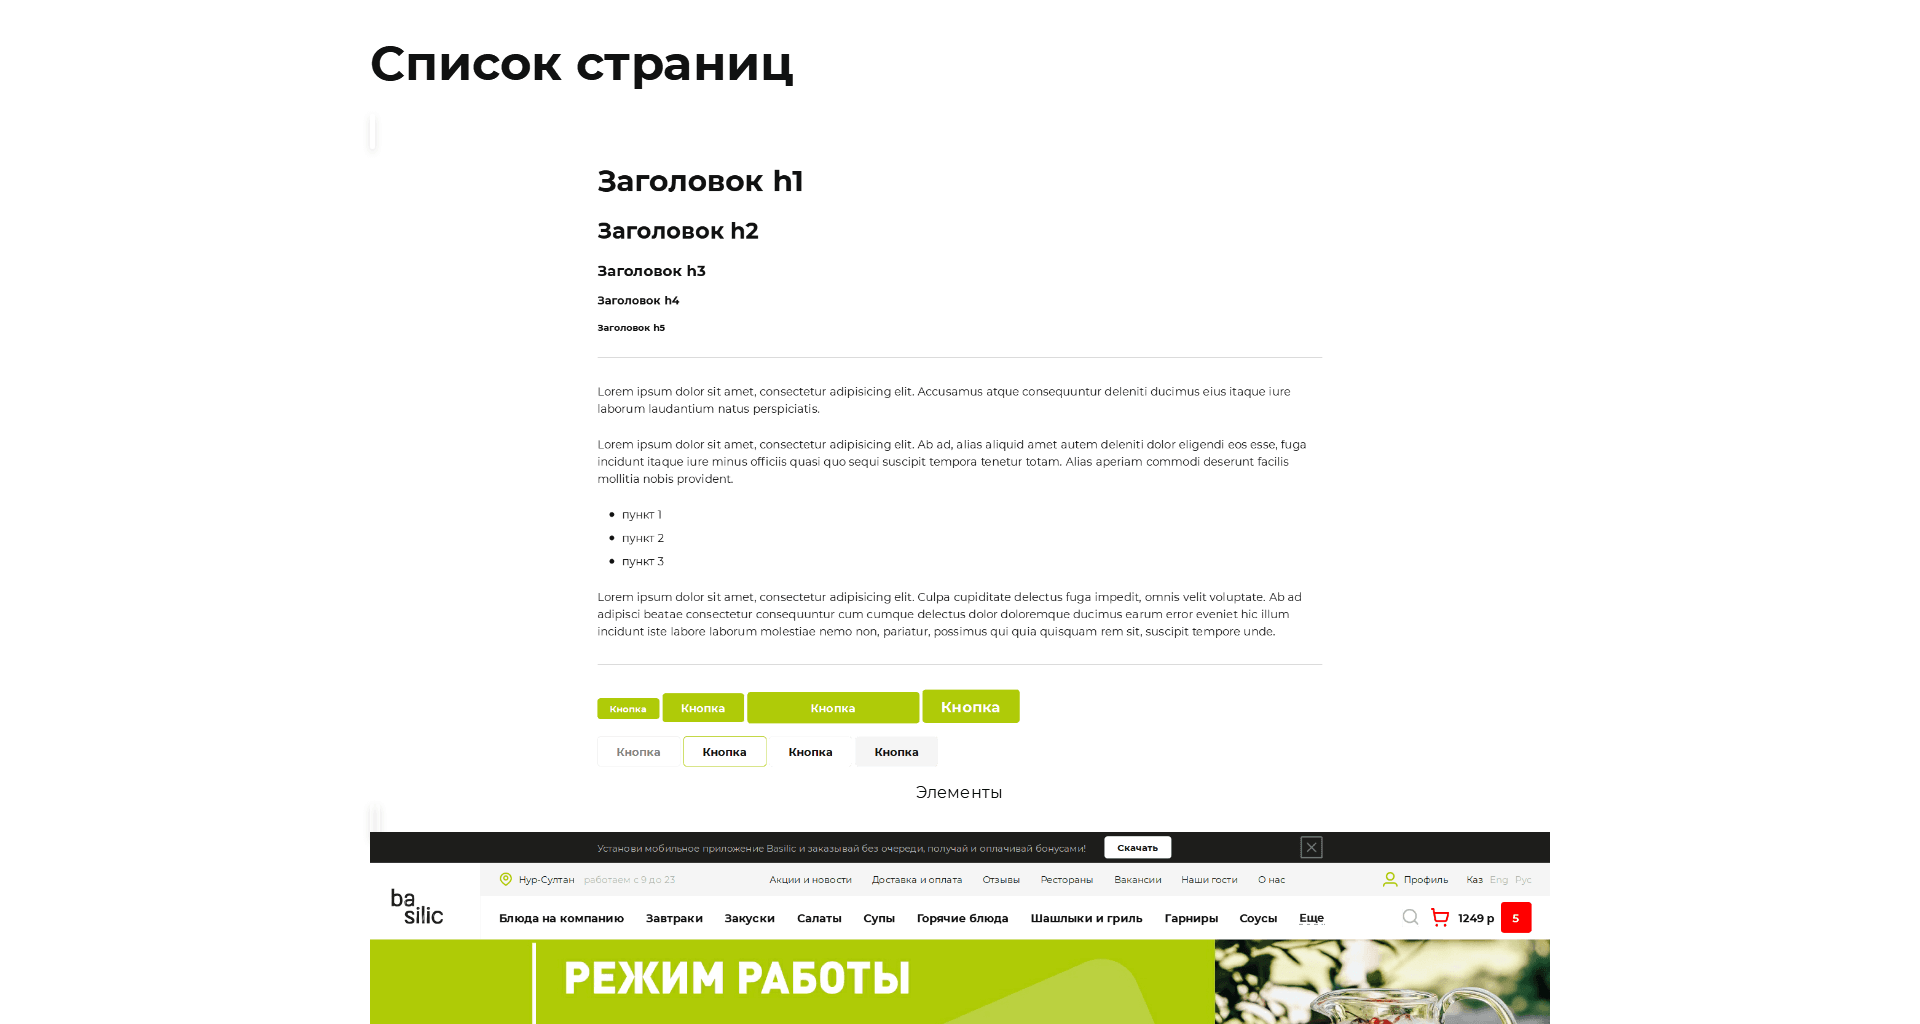 Список страниц
Заголовок h1
Заголовок h2
Заголовок h3
Заголовок h4
Заголовок h5
Lorem ipsum dolor sit amet, consectetur adipisicing elit. Accusamus atque consequuntur deleniti ducimus eius itaque iure
laborum laudantium natus perspiciatis.
Lorem ipsum dolor sit amet, consectetur adipisicing elit. Ab ad, alias aliquid amet autem deleniti dolor eligendi eos esse, fuga
incidunt itaque iure minus officiis quasi quo sequi suscipit tempora tenetur totam. Alias aperiam commodi deserunt facilis
mollitia nobis provident.
пункт 1
пункт 2
пункт 3
Lorem ipsum dolor sit amet, consectetur adipisicing elit. Culpa cupiditate delectus fuga impedit, omnis velit voluptate. Ab ad
adipisci beatae consectetur consequuntur cum cumque delectus dolor doloremque ducimus earum error eveniet hic illum
incidunt iste labore laborum molestiae nemo non, pariatur, possimus qui quia quisquam rem sit, suscipit tempore unde.
Кнопка Кнопка Кнопка Кнопка
Кнопка Кнопка Кнопка Кнопка
Элементы
Установи мобильное приложение Basilic и заказывай без очереди, получай и оплачивай бонусами! Скачать
Нур-Султан работаем с 9 до 23 Акции и новости Доставка и оплата Отзывы Рестораны Вакансии Наши гости О нас Профиль Каз Eng Рус
ba
silic
Блюда на компанию Завтраки Закуски Салаты Супы Горячие блюда Шашлыки и гриль Гарниры Соусы Еще 1249 р 5
РЕЖИМ РАБОТЫ